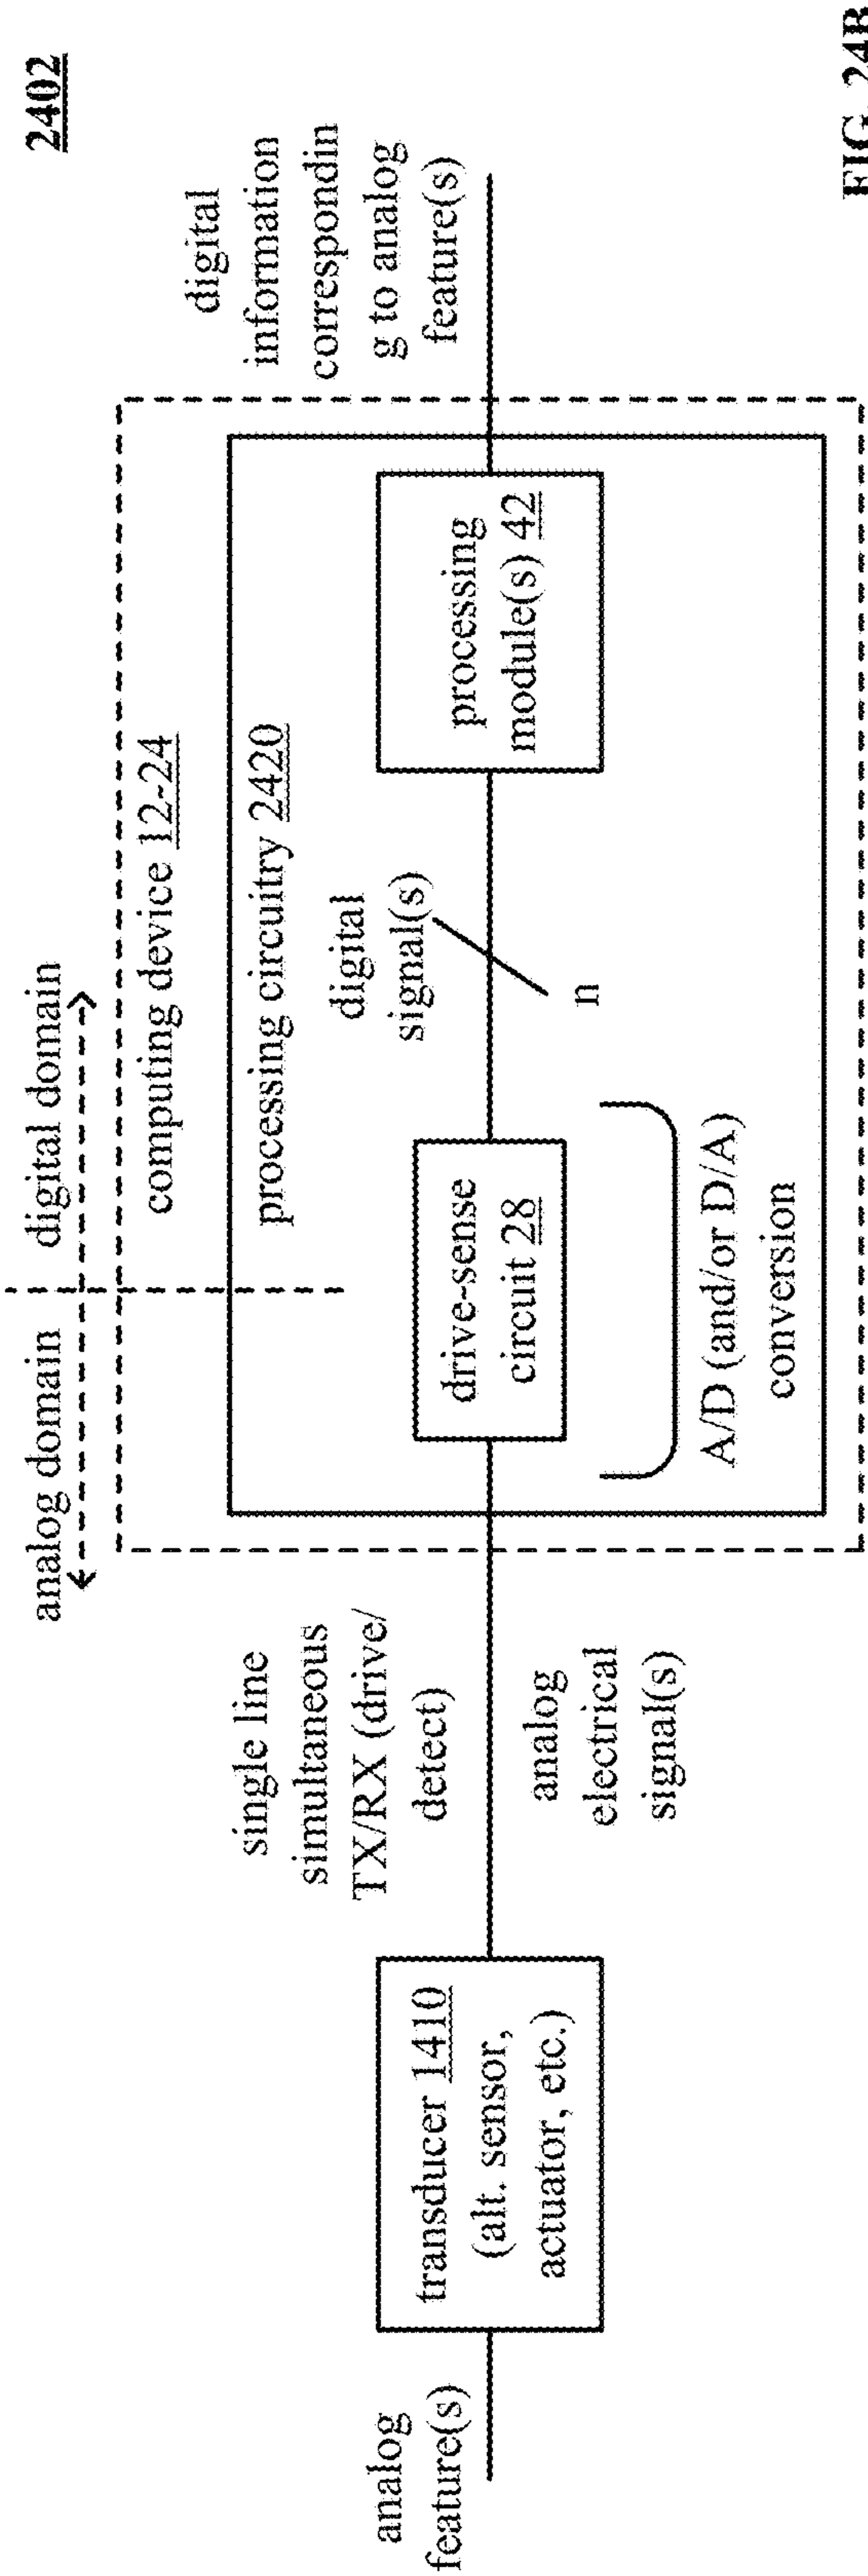 2402
analog domain
digital domain
computing device 12-24
processing circuitry 2420
analog
feature(s)
transducer 1410
(alt. sensor,
actuator, etc.)
single line
simultaneous
TX/RX (drive/
detect)
analog
electrical
signal(s)
drive-sense
circuit 28
A/D (and/or D/A)
conversion
digital
signal(s)
n
processing
module(s) 42
digital
information
correspondin
g to analog
feature(s)
FIG. 24B